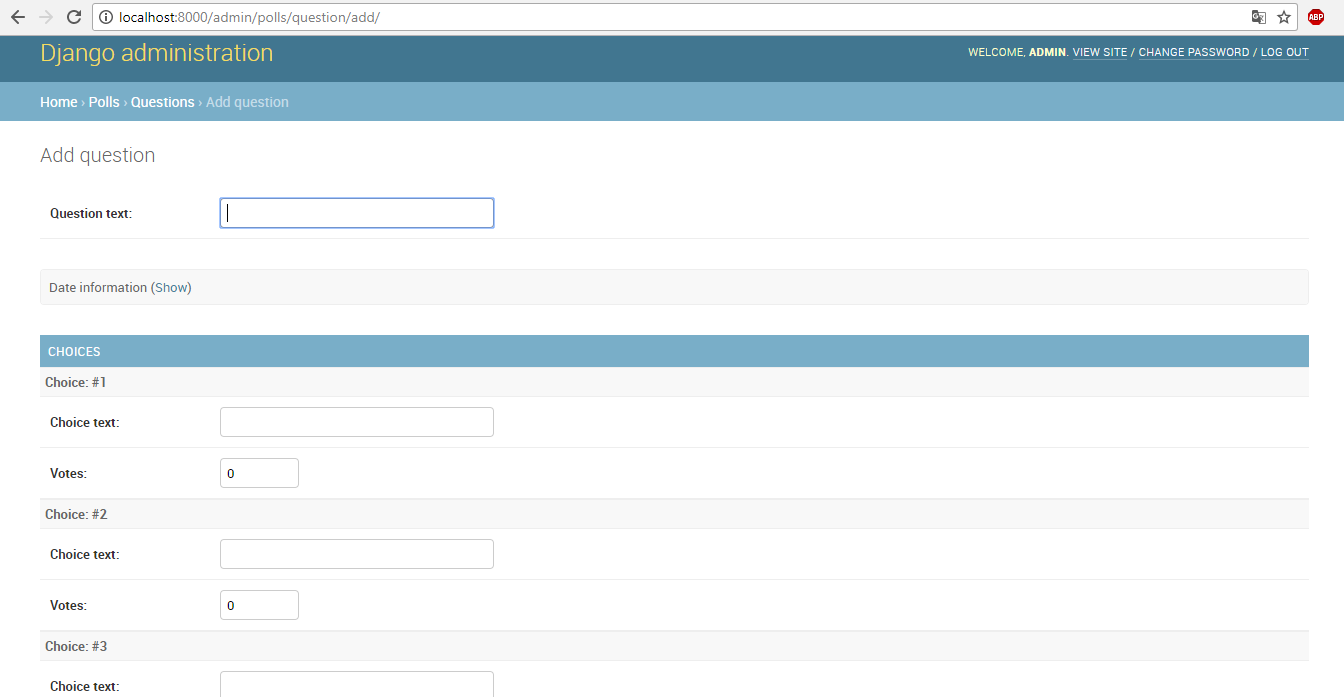 localhost:8000/admin/polls/question/add/
ABP
Django administration
WELCOME, ADMIN. VIEW SITE / CHANGE PASSWORD / LOG OUT
Home › Polls › Questions › Add question
Add question
Question text:
Date information (Show)
CHOICES
Choice: #1
Choice text:
Votes: 0
Choice: #2
Choice text:
Votes: 0
Choice: #3
Choice text: